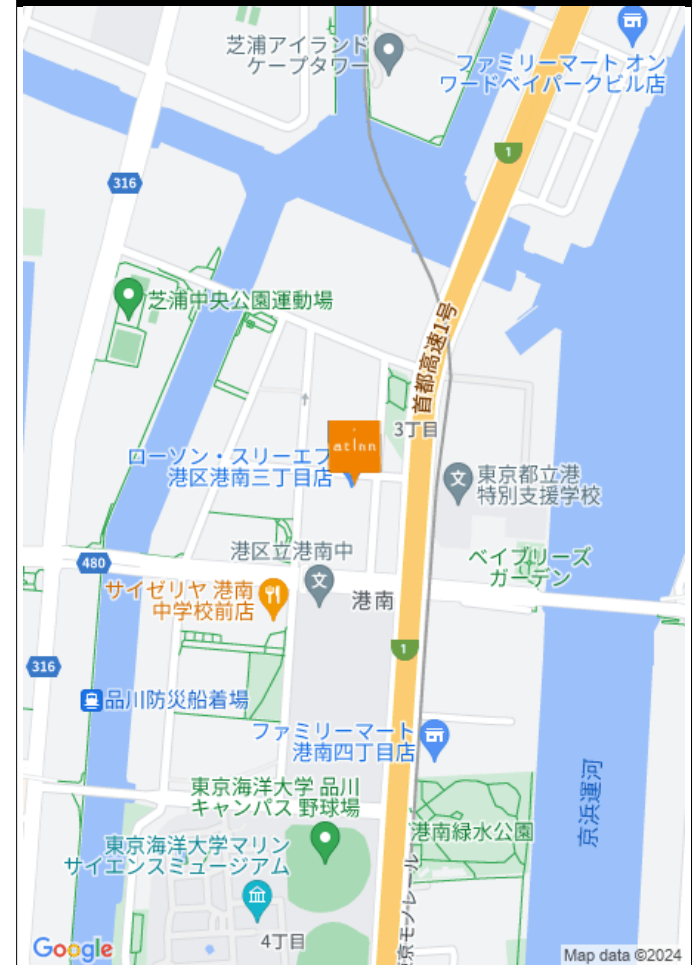 芝浦アイランド
ケープタワー
ファミリーマート オン
ワードベイパークビル店
1
316
芝浦中央公園運動場
首都高速1号
atInn
3丁目
ローソン・スリーエフ
港区港南三丁目店
東京都立港
特別支援学校
港区立港南中
480
ベイブリーズ
ガーデン
サイゼリヤ 港南
中学校前店
港南
1
316
品川防災船着場
ファミリーマート
港南四丁目店
東京海洋大学 品川
キャンパス 野球場
京浜運河
港南緑水公園
東京海洋大学マリン
サイエンスミュージアム
京モノレール
4丁目
Google
Map data ©2024